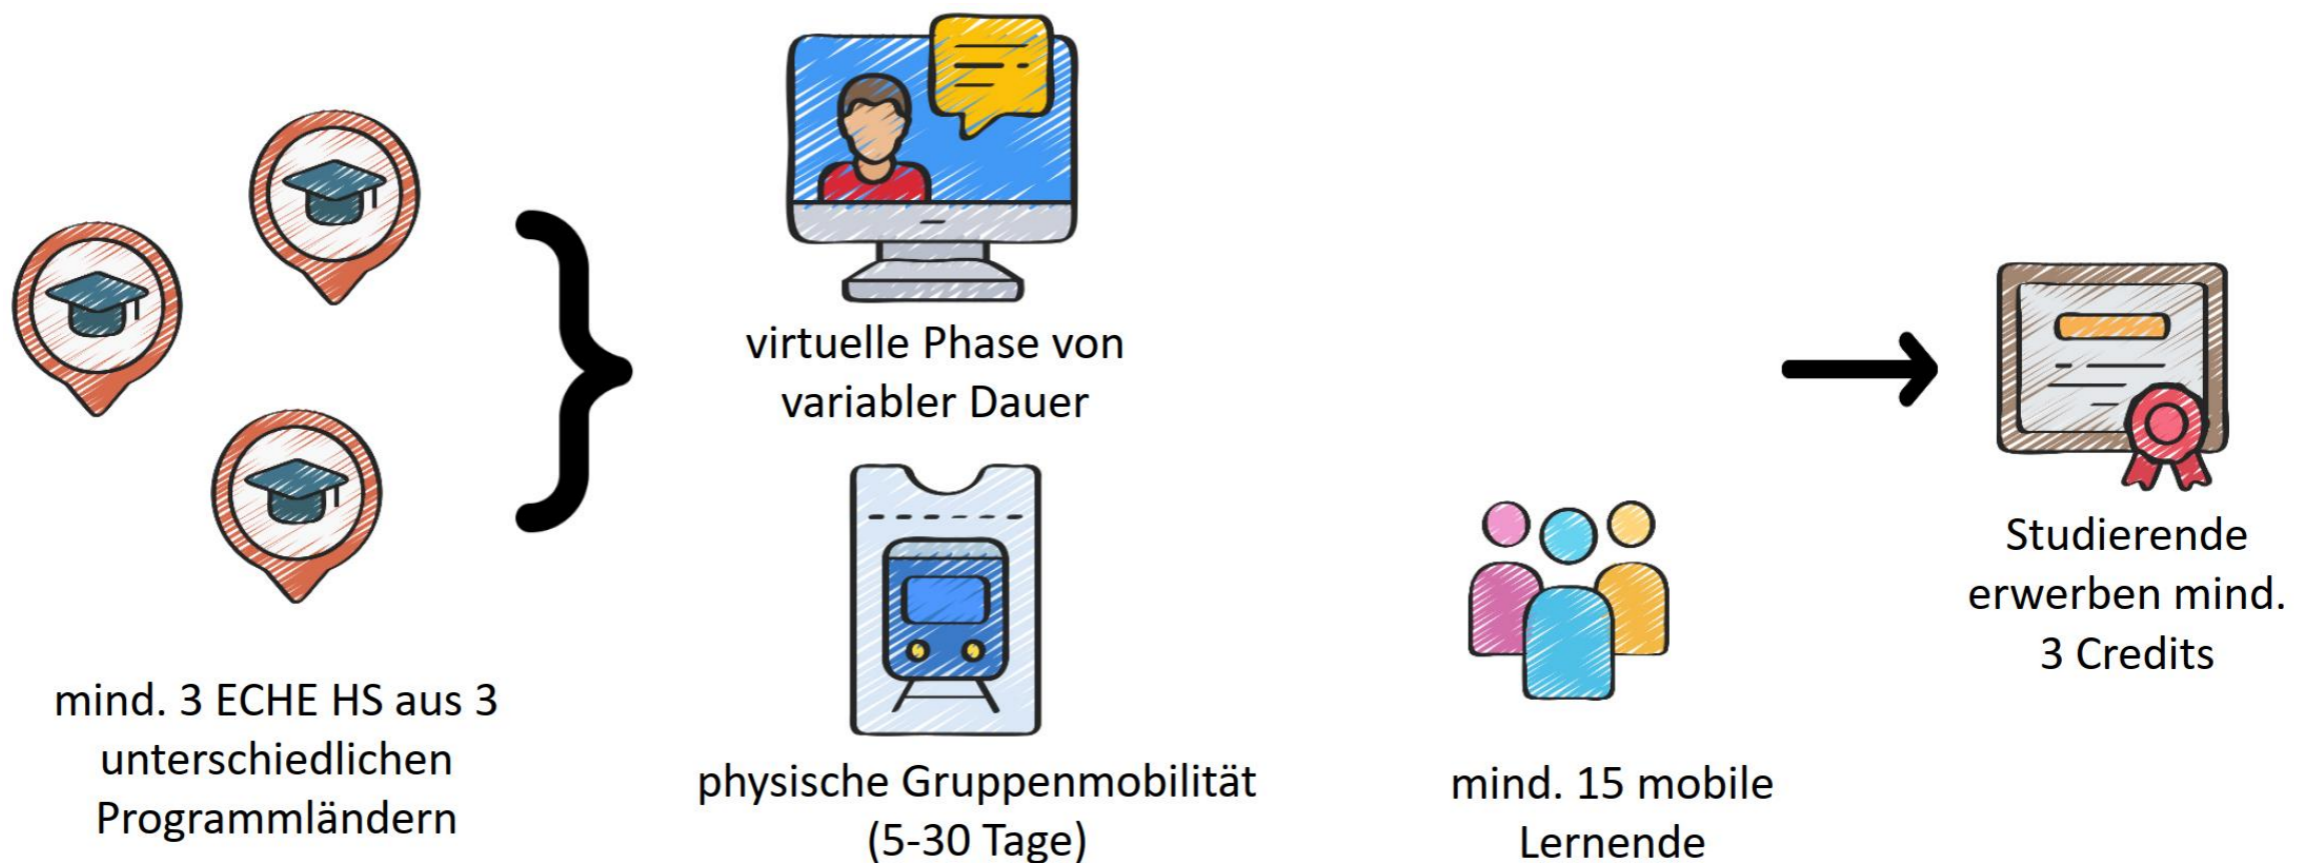 mind. 3 ECHE HS aus 3
unterschiedlichen
Programmländern
virtuelle Phase von
variabler Dauer
physische Gruppenmobilität
(5-30 Tage)
mind. 15 mobile
Lernende
Studierende
erwerben mind.
3 Credits